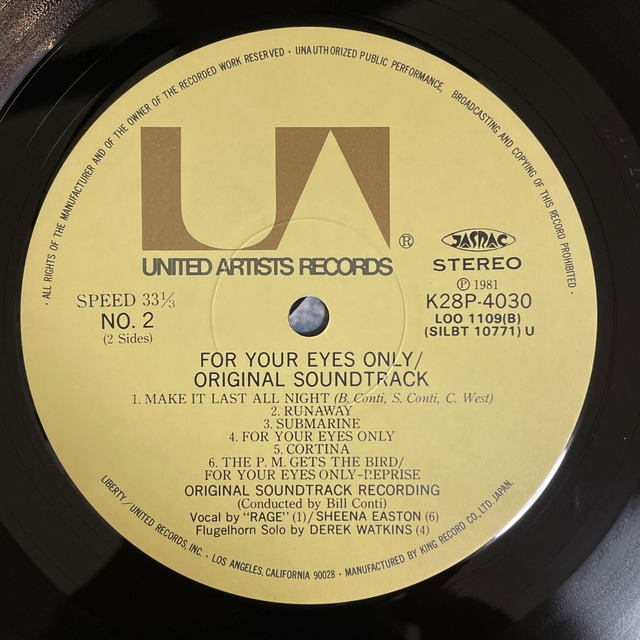 · ALL RIGHTS OF THE MANUFACTURER AND OF THE OWNER OF THE RECORDED WORK RESERVED · UNAUTHORIZED PUBLIC PERFORMANCE, BROADCASTING AND COPYING OF THIS RECORD PROHIBITED ·
UA
®
UNITED ARTISTS RECORDS
JASRAC
STEREO
SPEED 33⅓
NO. 2
(2 Sides)
Ⓟ 1981
K28P-4030
LOO 1109(B)
(SILBT 10771) U
FOR YOUR EYES ONLY/
ORIGINAL SOUNDTRACK
1. MAKE IT LAST ALL NIGHT (B. Conti, S. Conti, C. West)
2. RUNAWAY
3. SUBMARINE
4. FOR YOUR EYES ONLY
5. CORTINA
6. THE P. M. GETS THE BIRD/
FOR YOUR EYES ONLY-REPRISE
ORIGINAL SOUNDTRACK RECORDING
(Conducted by Bill Conti)
Vocal by "RAGE" (1)/SHEENA EASTON (6)
Flugelhorn Solo by DEREK WATKINS (4)
LIBERTY/UNITED RECORDS, INC · LOS ANGELES, CALIFORNIA 90028 · MANUFACTURED BY KING RECORD CO., LTD. JAPAN.